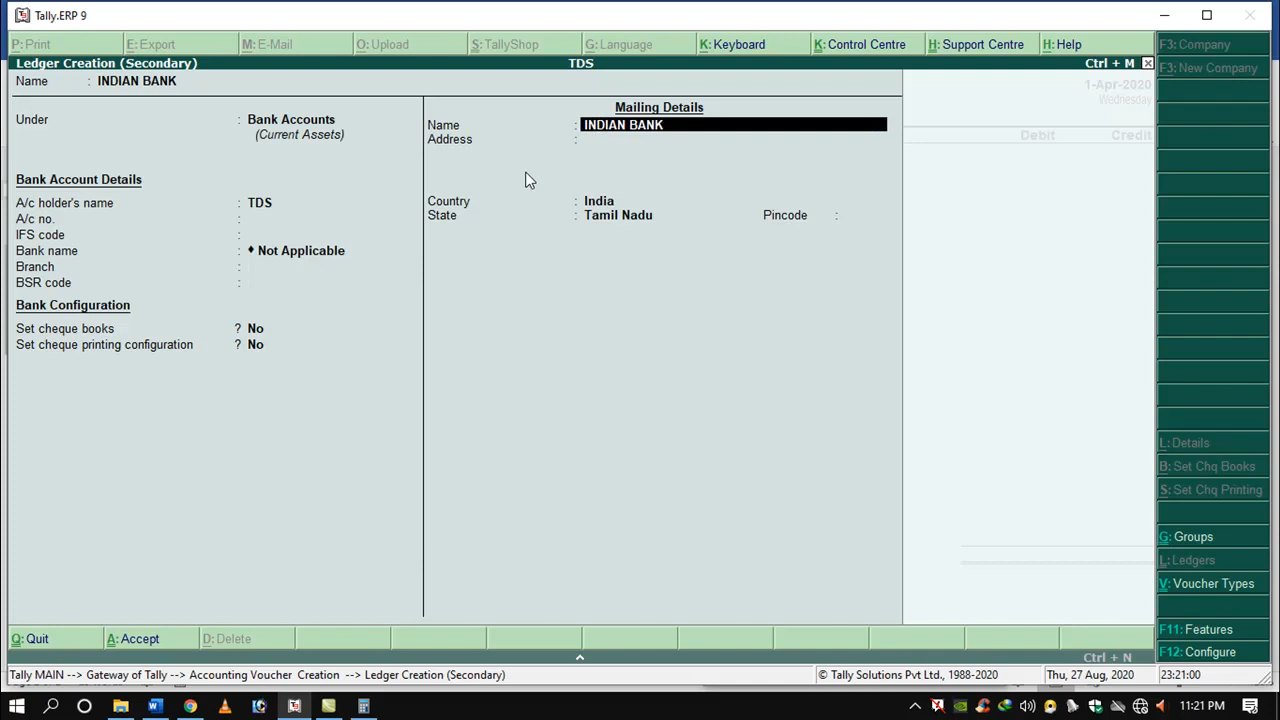 Tally.ERP 9
P: Print E: Export M: E-Mail O: Upload S: TallyShop G: Language K: Keyboard K: Control Centre H: Support Centre H: Help
F3: Company
Ledger Creation (Secondary) TDS Ctrl + M
F3: New Company
Name : INDIAN BANK
1-Apr-2020
Wednesday
Mailing Details
Under : Bank Accounts
(Current Assets)
Name : INDIAN BANK
Address :
Debit Credit
Bank Account Details
A/c holder's name : TDS
A/c no. :
IFS code :
Bank name : ♦ Not Applicable
Branch :
BSR code :
Country : India
State : Tamil Nadu Pincode :
Bank Configuration
Set cheque books ? No
Set cheque printing configuration ? No
L: Details
B: Set Chq Books
S: Set Chq Printing
G: Groups
L: Ledgers
V: Voucher Types
F11: Features
F12: Configure
Q: Quit A: Accept D: Delete
Ctrl + N
Tally MAIN --> Gateway of Tally --> Accounting Voucher Creation --> Ledger Creation (Secondary) © Tally Solutions Pvt Ltd., 1988-2020 Thu, 27 Aug, 2020 23:21:00
11:21 PM